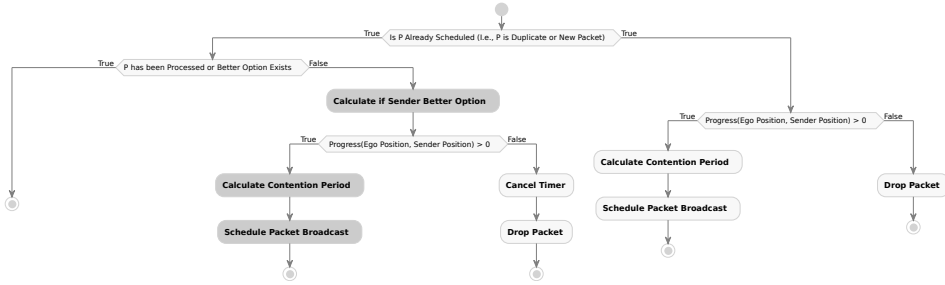 True
Is P Already Scheduled (I.e., P is Duplicate or New Packet)
True
True
P has been Processed or Better Option Exists
False
Calculate if Sender Better Option
True
Progress(Ego Position, Sender Position) > 0
False
Calculate Contention Period
Cancel Timer
Schedule Packet Broadcast
Drop Packet
True
Progress(Ego Position, Sender Position) > 0
False
Calculate Contention Period
Drop Packet
Schedule Packet Broadcast